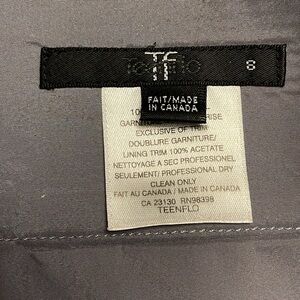 TF
8
FAIT/MADE
IN CANADA
EXCLUSIVE OF TRIM
DOUBLURE GARNITURE/
LINING TRIM 100% ACETATE
NETTOYAGE A SEC PROFESSIONEL
SEULEMENT/ PROFESSIONAL DRY
CLEAN ONLY
FAIT AU CANADA / MADE IN CANADA
CA 23130 RN98398
TEENFLO